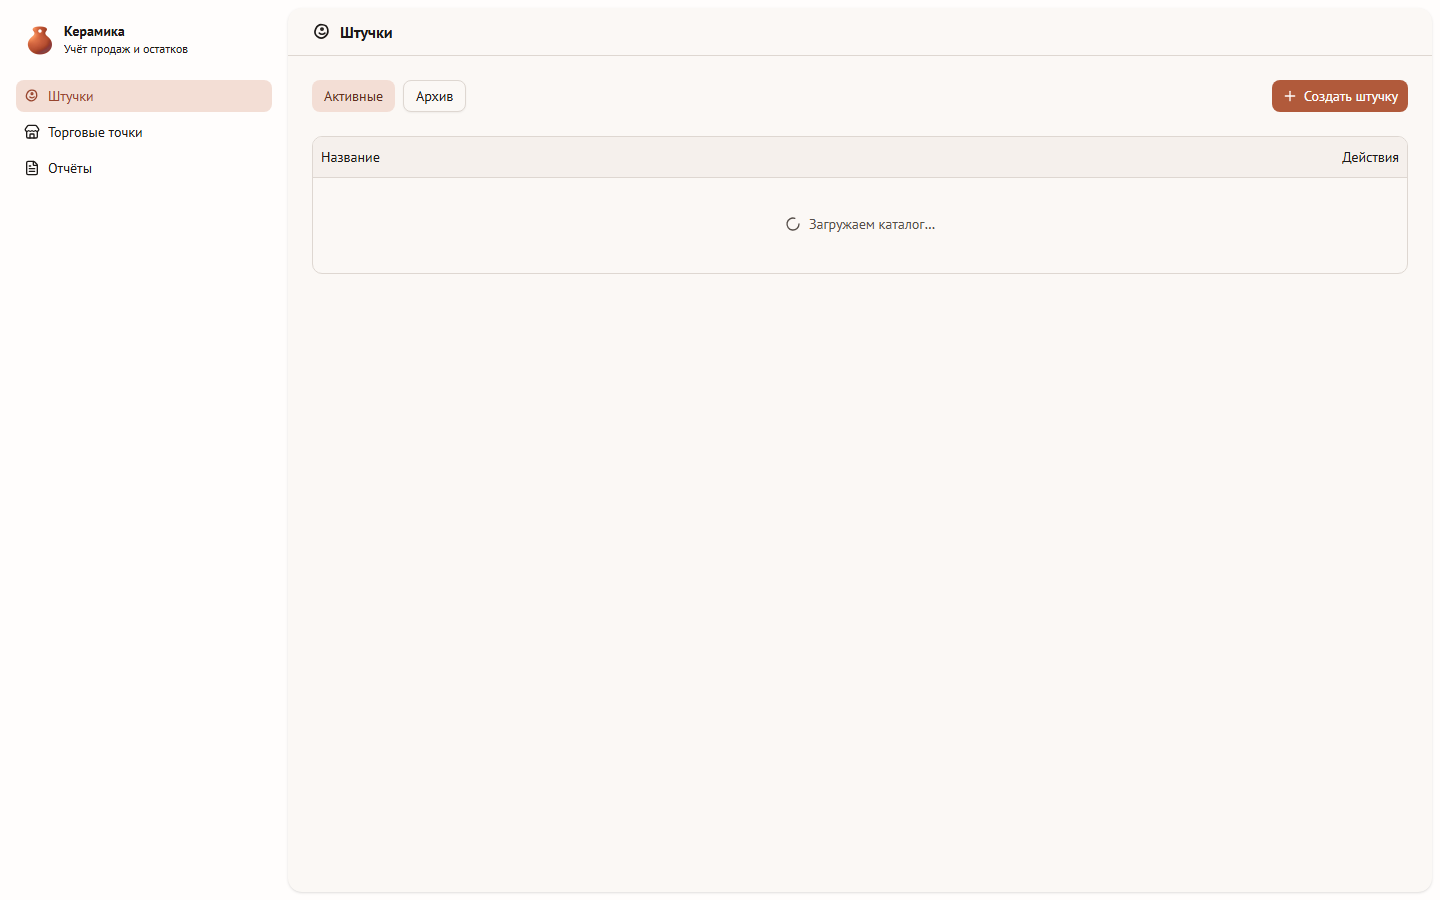 Керамика
Учёт продаж и остатков
Штучки
Торговые точки
Отчёты
Штучки
Активные
Архив
Создать штучку
Название
Действия
Загружаем каталог...